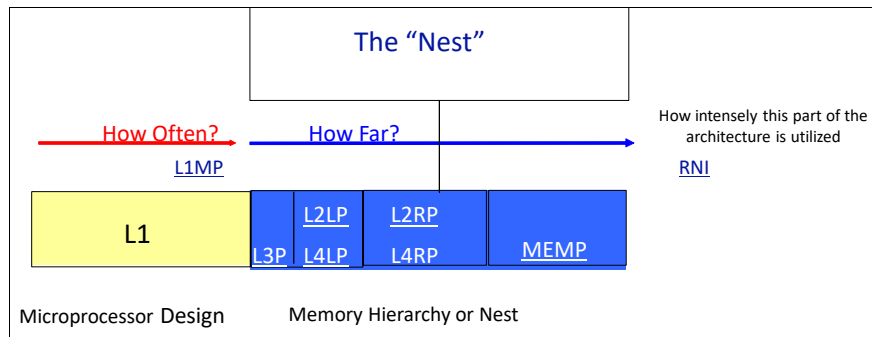 The “Nest”
How Often?
How Far?
How intensely this part of the
architecture is utilized
L1MP
RNI
L1
L3P
L2LP
L4LP
L2RP
L4RP
MEMP
Microprocessor Design
Memory Hierarchy or Nest